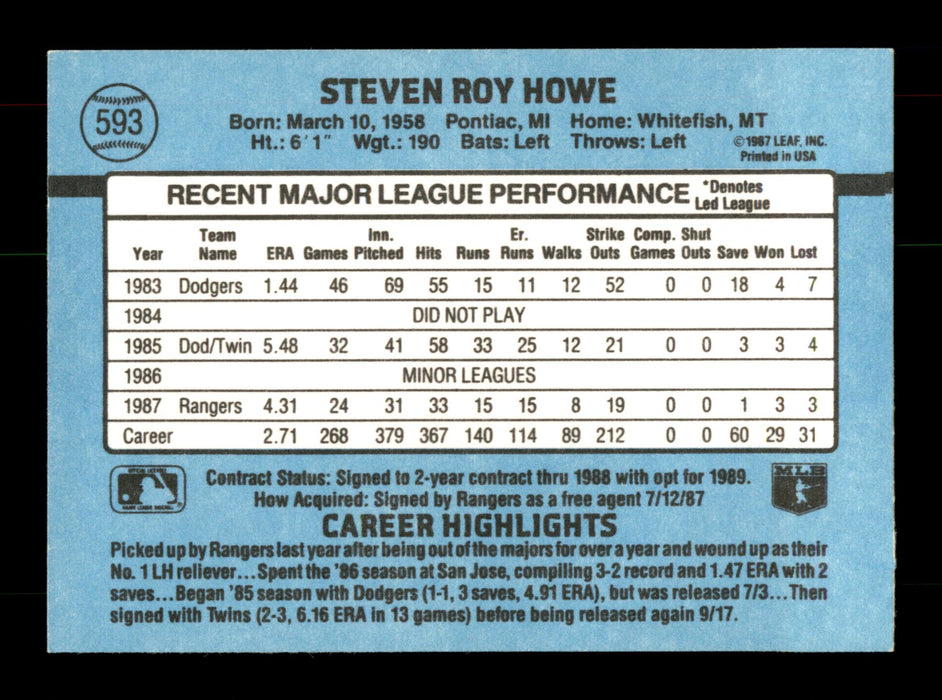 593
STEVEN ROY HOWE
Born: March 10, 1958 Pontiac, MI Home: Whitefish, MT
Ht.: 6'1" Wgt.: 190 Bats: Left Throws: Left
©1987 LEAF, INC.
Printed in USA
RECENT MAJOR LEAGUE PERFORMANCE *Denotes Led League
Year Team Name ERA Games Inn. Pitched Hits Runs Er. Runs Walks Strike Outs Comp. Games Shut Outs Save Won Lost
1983 Dodgers 1.44 46 69 55 15 11 12 52 0 0 18 4 7
1984 DID NOT PLAY
1985 Dod/Twin 5.48 32 41 58 33 25 12 21 0 0 3 3 4
1986 MINOR LEAGUES
1987 Rangers 4.31 24 31 33 15 15 8 19 0 0 1 3 3
Career 2.71 268 379 367 140 114 89 212 0 0 60 29 31
Contract Status: Signed to 2-year contract thru 1988 with opt for 1989.
How Acquired: Signed by Rangers as a free agent 7/12/87
MLB
CAREER HIGHLIGHTS
Picked up by Rangers last year after being out of the majors for over a year and wound up as their
No. 1 LH reliever...Spent the '86 season at San Jose, compiling 3-2 record and 1.47 ERA with 2
saves...Began '85 season with Dodgers (1-1, 3 saves, 4.91 ERA), but was released 7/3...Then
signed with Twins (2-3, 6.16 ERA in 13 games) before being released again 9/17.